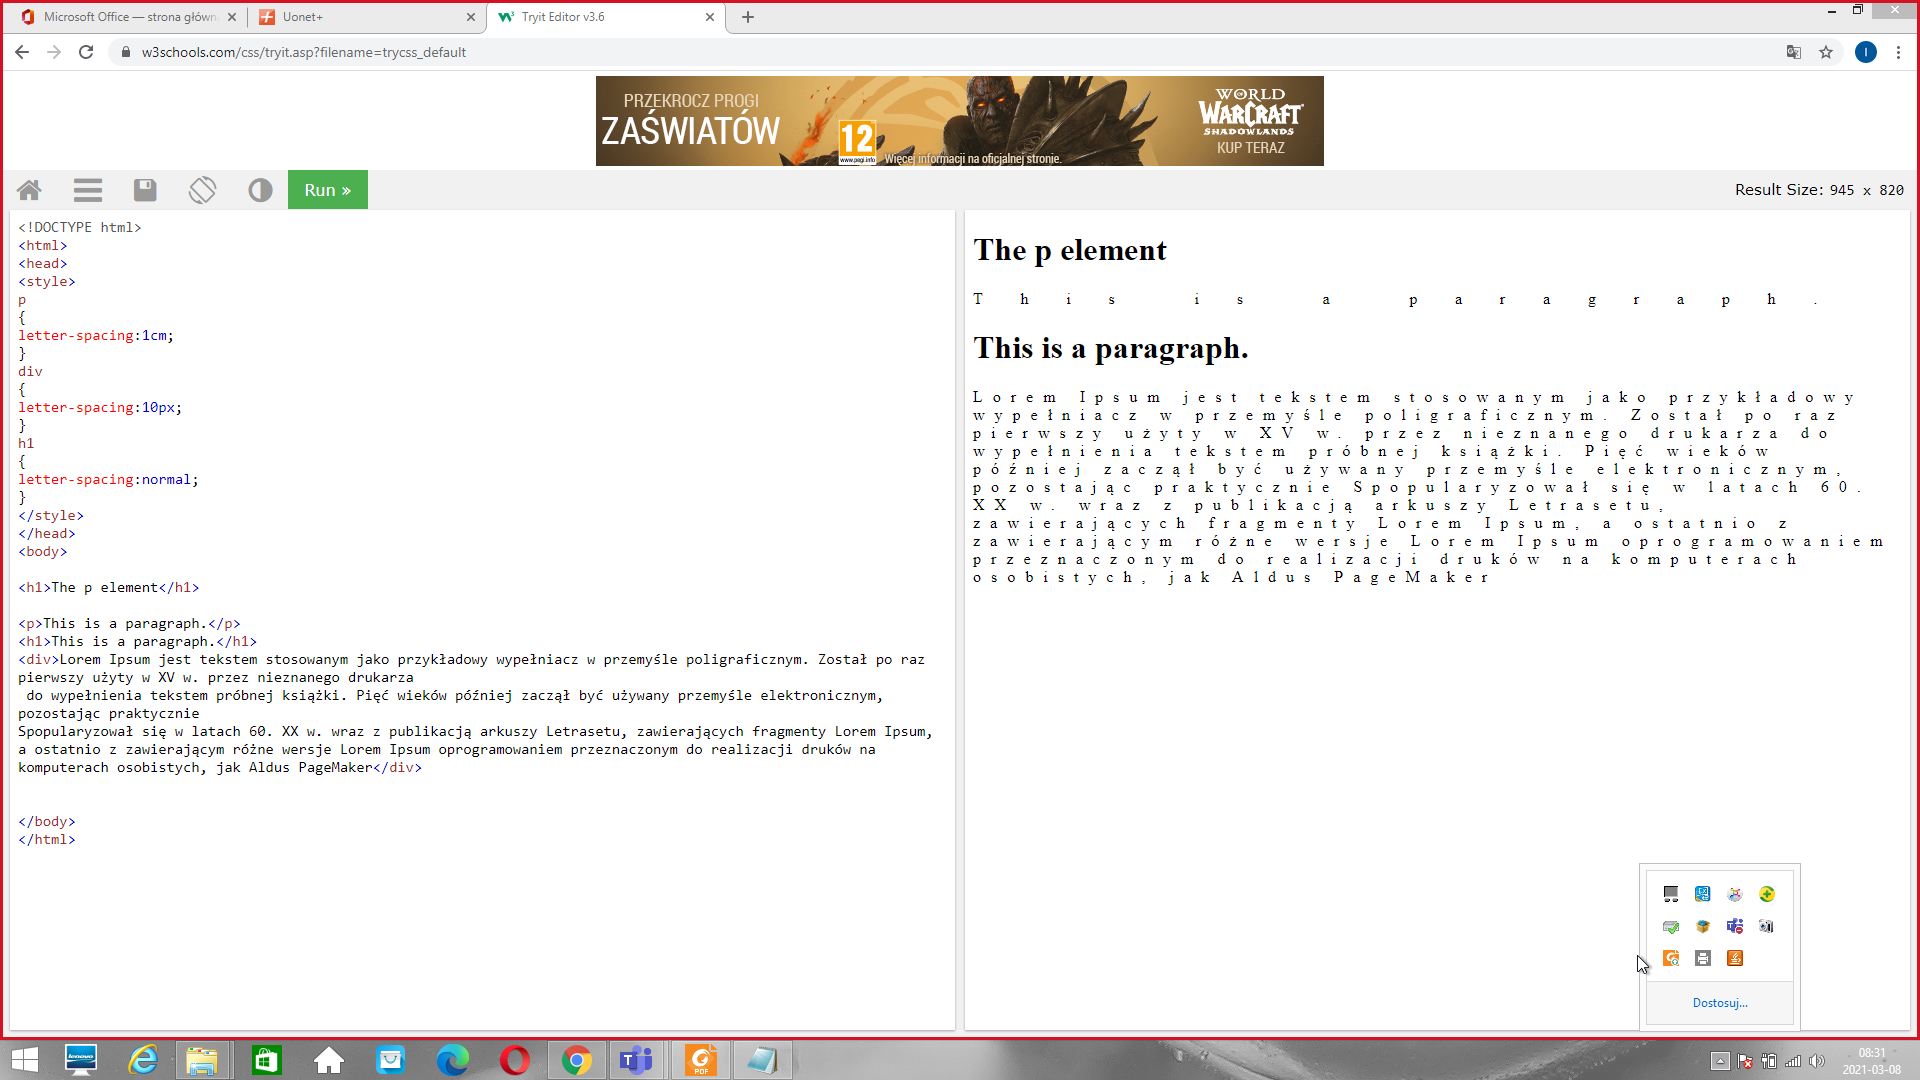 Microsoft Office — strona główn
Uonet+
Tryit Editor v3.6
w3schools.com/css/tryit.asp?filename=trycss_default
I
PRZEKROCZ PROGI
ZAŚWIATÓW
12
www.pegi.info
Więcej informacji na oficjalnej stronie.
WORLD
WARCRAFT
SHADOWLANDS
KUP TERAZ
Run »
Result Size: 945 x 820
<!DOCTYPE html>
<html>
<head>
<style>
p
{
letter-spacing:1cm;
}
div
{
letter-spacing:10px;
}
h1
{
letter-spacing:normal;
}
</style>
</head>
<body>
<h1>The p element</h1>
<p>This is a paragraph.</p>
<h1>This is a paragraph.</h1>
<div>Lorem Ipsum jest tekstem stosowanym jako przykładowy wypełniacz w przemyśle poligraficznym. Został po raz
pierwszy użyty w XV w. przez nieznanego drukarza
do wypełnienia tekstem próbnej książki. Pięć wieków później zaczął być używany przemyśle elektronicznym,
pozostając praktycznie
Spopularyzował się w latach 60. XX w. wraz z publikacją arkuszy Letrasetu, zawierających fragmenty Lorem Ipsum,
a ostatnio z zawierającym różne wersje Lorem Ipsum oprogramowaniem przeznaczonym do realizacji druków na
komputerach osobistych, jak Aldus PageMaker</div>
</body>
</html>
The p element
This is a paragraph.
This is a paragraph.
Lorem Ipsum jest tekstem stosowanym jako przykładowy
wypełniacz w przemyśle poligraficznym. Został po raz
pierwszy użyty w XV w. przez nieznanego drukarza do
wypełnienia tekstem próbnej książki. Pięć wieków
później zaczął być używany przemyśle elektronicznym,
pozostając praktycznie Spopularyzował się w latach 60.
XX w. wraz z publikacją arkuszy Letrasetu,
zawierających fragmenty Lorem Ipsum, a ostatnio z
zawierającym różne wersje Lorem Ipsum oprogramowaniem
przeznaczonym do realizacji druków na komputerach
osobistych, jak Aldus PageMaker
Dostosuj...
lenovo
PDF
08:31
2021-03-08